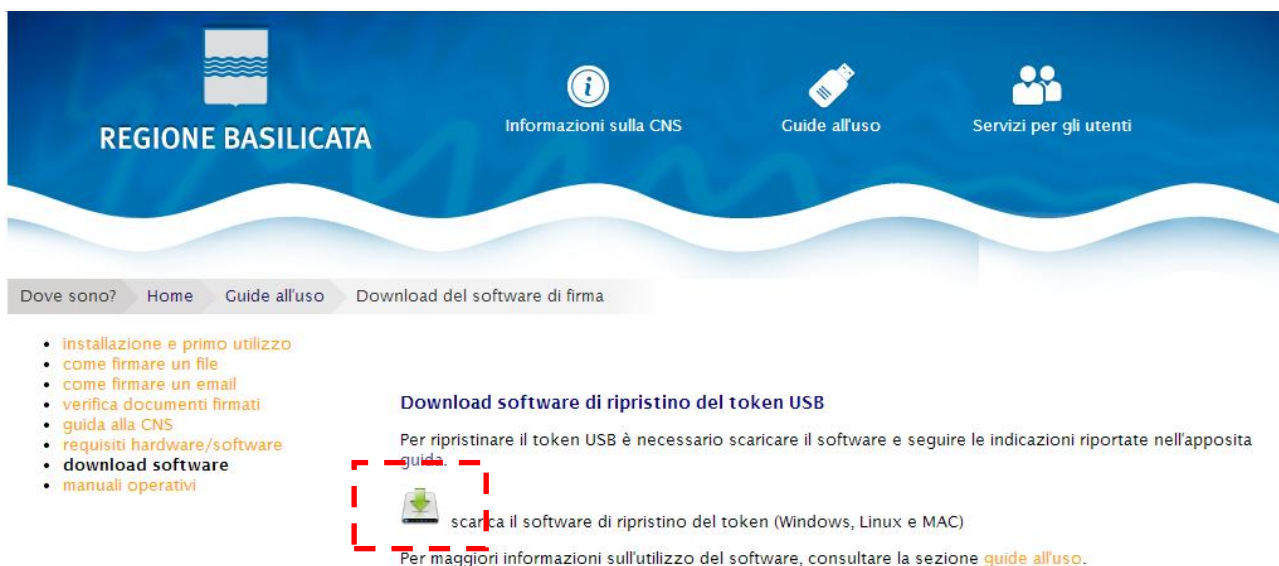 REGIONE BASILICATA
Informazioni sulla CNS
Guide all'uso
Servizi per gli utenti
Dove sono? Home Guide all'uso Download del software di firma
installazione e primo utilizzo
come firmare un file
come firmare un email
verifica documenti firmati
guida alla CNS
requisiti hardware/software
download software
manuali operativi
Download software di ripristino del token USB
Per ripristinare il token USB è necessario scaricare il software e seguire le indicazioni riportate nell'apposita
guida.
scarica il software di ripristino del token (Windows, Linux e MAC)
Per maggiori informazioni sull'utilizzo del software, consultare la sezione guide all'uso.